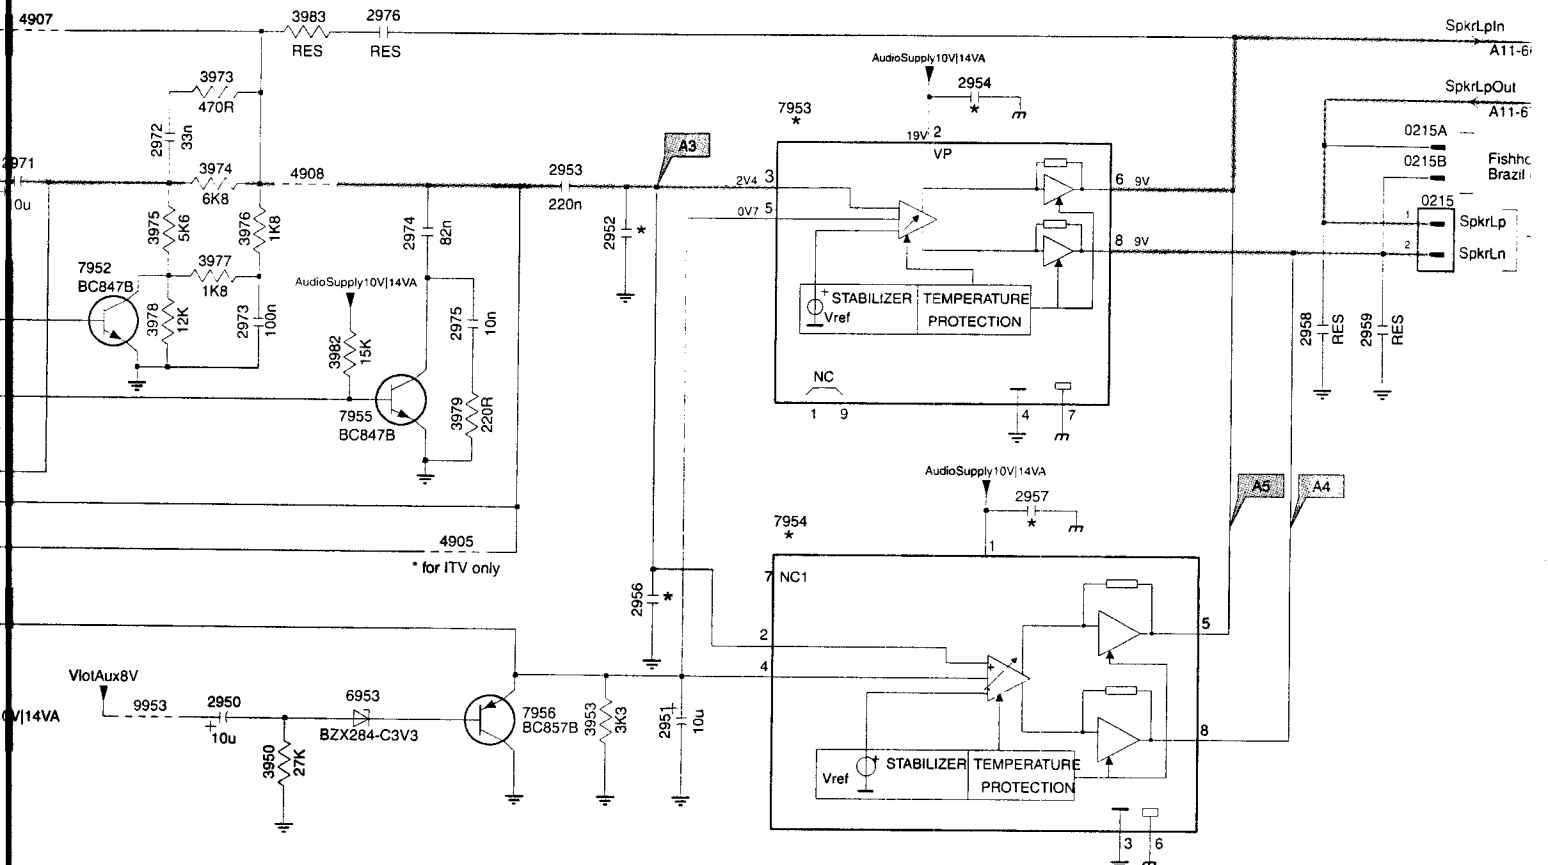 4907
3983
RES
2976
RES
SpkrLpIn
AudioSupply10V|14VA
3973
470R
2954
*
SpkrLpOut
7953
*
2972
33n
19V 2
VP
0215A
0215B
Brazil
A3
2971
0u
3974
6K8
4908
2953
220n
2V4 3
6 9V
0215
1 SpkrLp
3975
5K6
3976
1K8
2974
82n
2952
*
0V7 5
8 9V
2 SpkrLn
3977
1K8
7952
BC847B
AudioSupply10V|14VA
+ STABILIZER
Vref
TEMPERATURE
PROTECTION
3978
12K
2973
100n
3982
15K
2975
10n
2958
RES
2959
RES
NC
1 9
4
7
7955
BC847B
3979
220R
AudioSupply10V|14VA
2957
*
A5
A4
7954
*
1
4905
* for ITV only
7 NC1
2956
*
2
5
4
+
-
VlotAux8V
0V|14VA
9953
2950
+
10u
6953
BZX284-C3V3
7956
BC857B
3953
3K3
2951
+
10u
8
3950
27K
Vref
+ STABILIZER
TEMPERATURE
PROTECTION
3
6